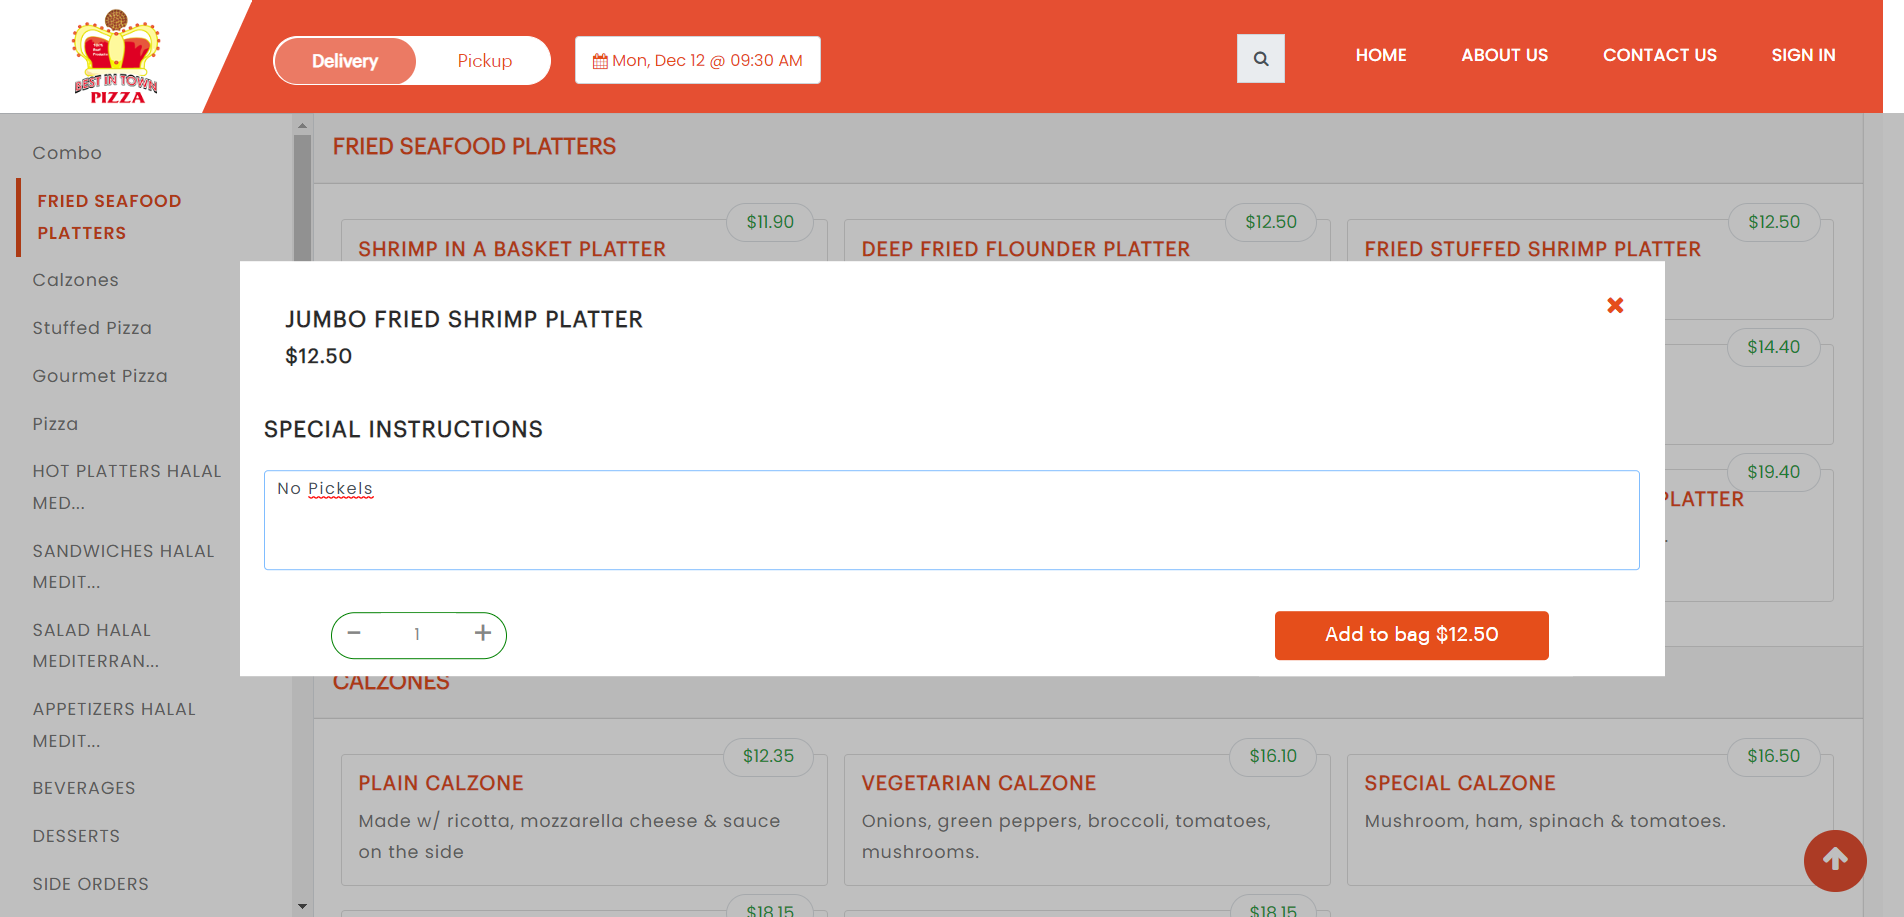 BEST IN TOWN
PIZZA
Delivery
Pickup
Mon, Dec 12 @ 09:30 AM
HOME
ABOUT US
CONTACT US
SIGN IN
Combo
FRIED SEAFOOD
PLATTERS
Calzones
Stuffed Pizza
Gourmet Pizza
Pizza
HOT PLATTERS HALAL
MED...
SANDWICHES HALAL
MEDIT...
SALAD HALAL
MEDITERRAN...
APPETIZERS HALAL
MEDIT...
BEVERAGES
DESSERTS
SIDE ORDERS
FRIED SEAFOOD PLATTERS
$11.90
SHRIMP IN A BASKET PLATTER
$12.50
DEEP FRIED FLOUNDER PLATTER
$12.50
FRIED STUFFED SHRIMP PLATTER
$14.40
$19.40
PLATTER
JUMBO FRIED SHRIMP PLATTER
$12.50
SPECIAL INSTRUCTIONS
No Pickels
1
Add to bag $12.50
CALZONES
$12.35
PLAIN CALZONE
Made w/ ricotta, mozzarella cheese & sauce
on the side
$16.10
VEGETARIAN CALZONE
Onions, green peppers, broccoli, tomatoes,
mushrooms.
$16.50
SPECIAL CALZONE
Mushroom, ham, spinach & tomatoes.
$18.15
$18.15